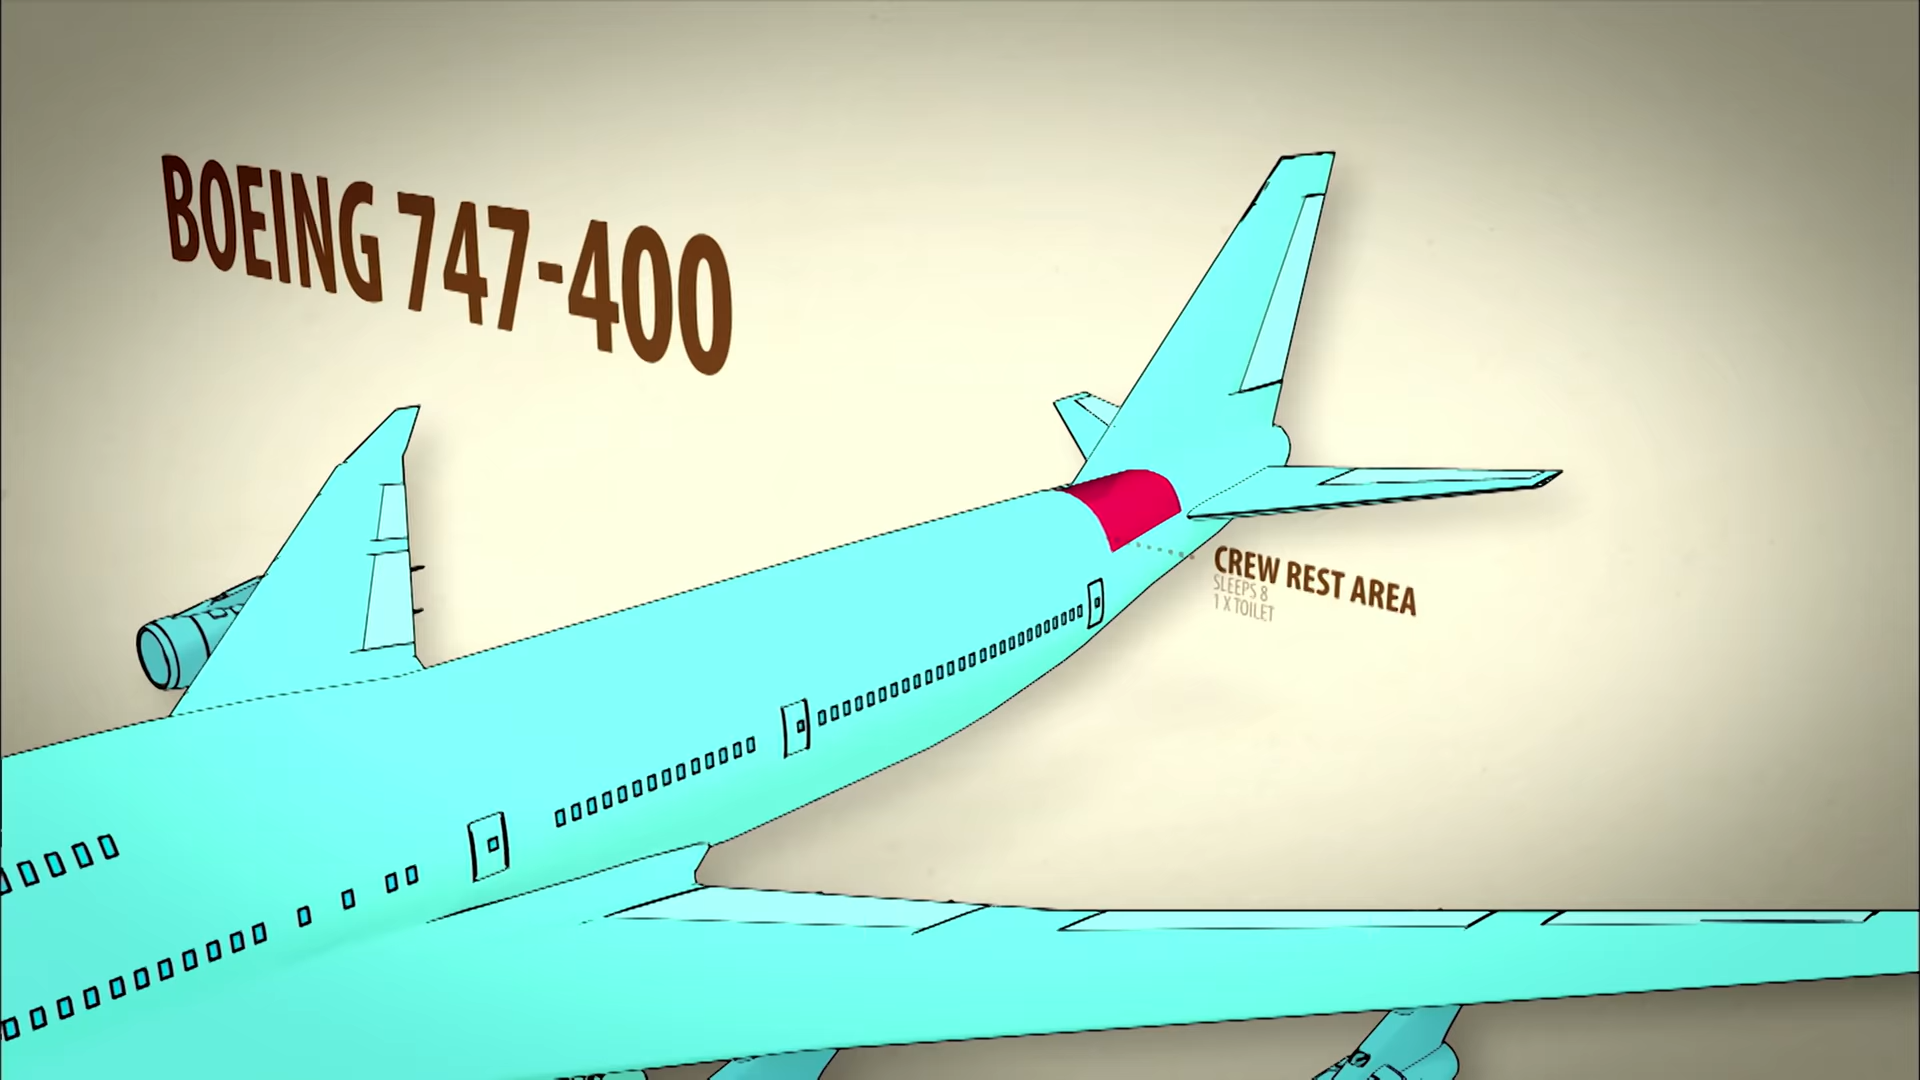 BOEING 747-400
CREW REST AREA
SLEEPS 8
1 X TOILET